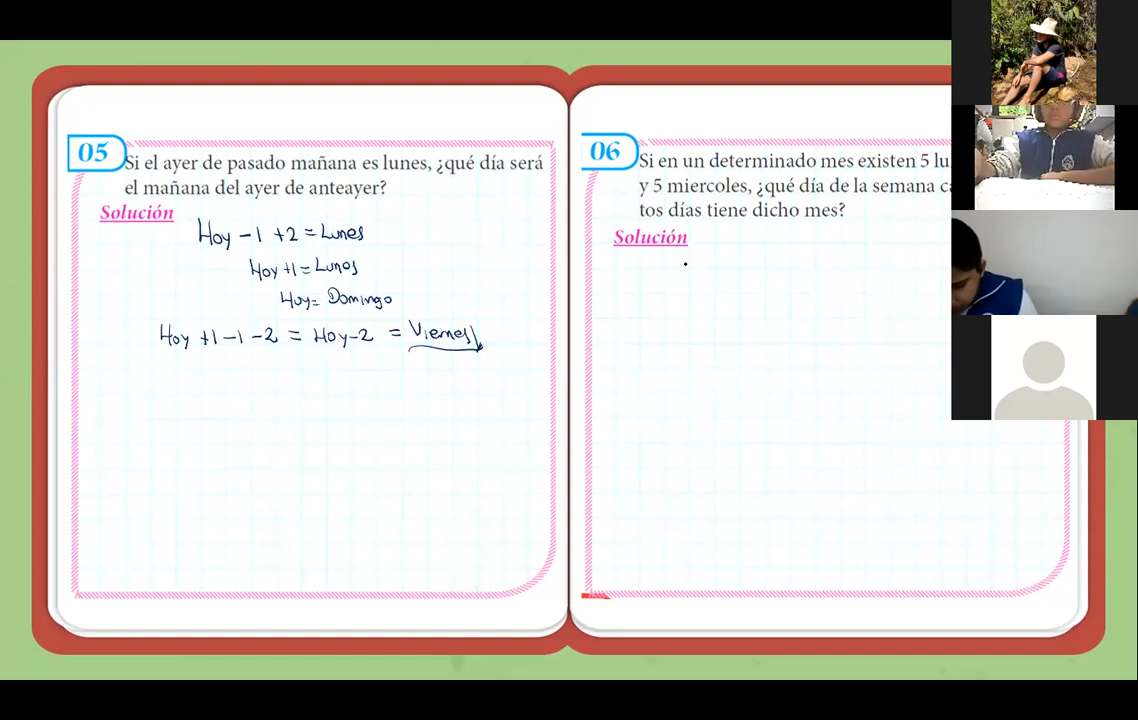 05
Si el ayer de pasado mañana es lunes, ¿qué día será
el mañana del ayer de anteayer?
Solución
Hoy - 1 + 2 = Lunes
Hoy + 1 = Lunes
Hoy = Domingo
Hoy + 1 - 1 - 2 = Hoy - 2 = Viernes
06
Si en un determinado mes existen 5 lu
y 5 miercoles, ¿qué día de la semana ca
tos días tiene dicho mes?
Solución